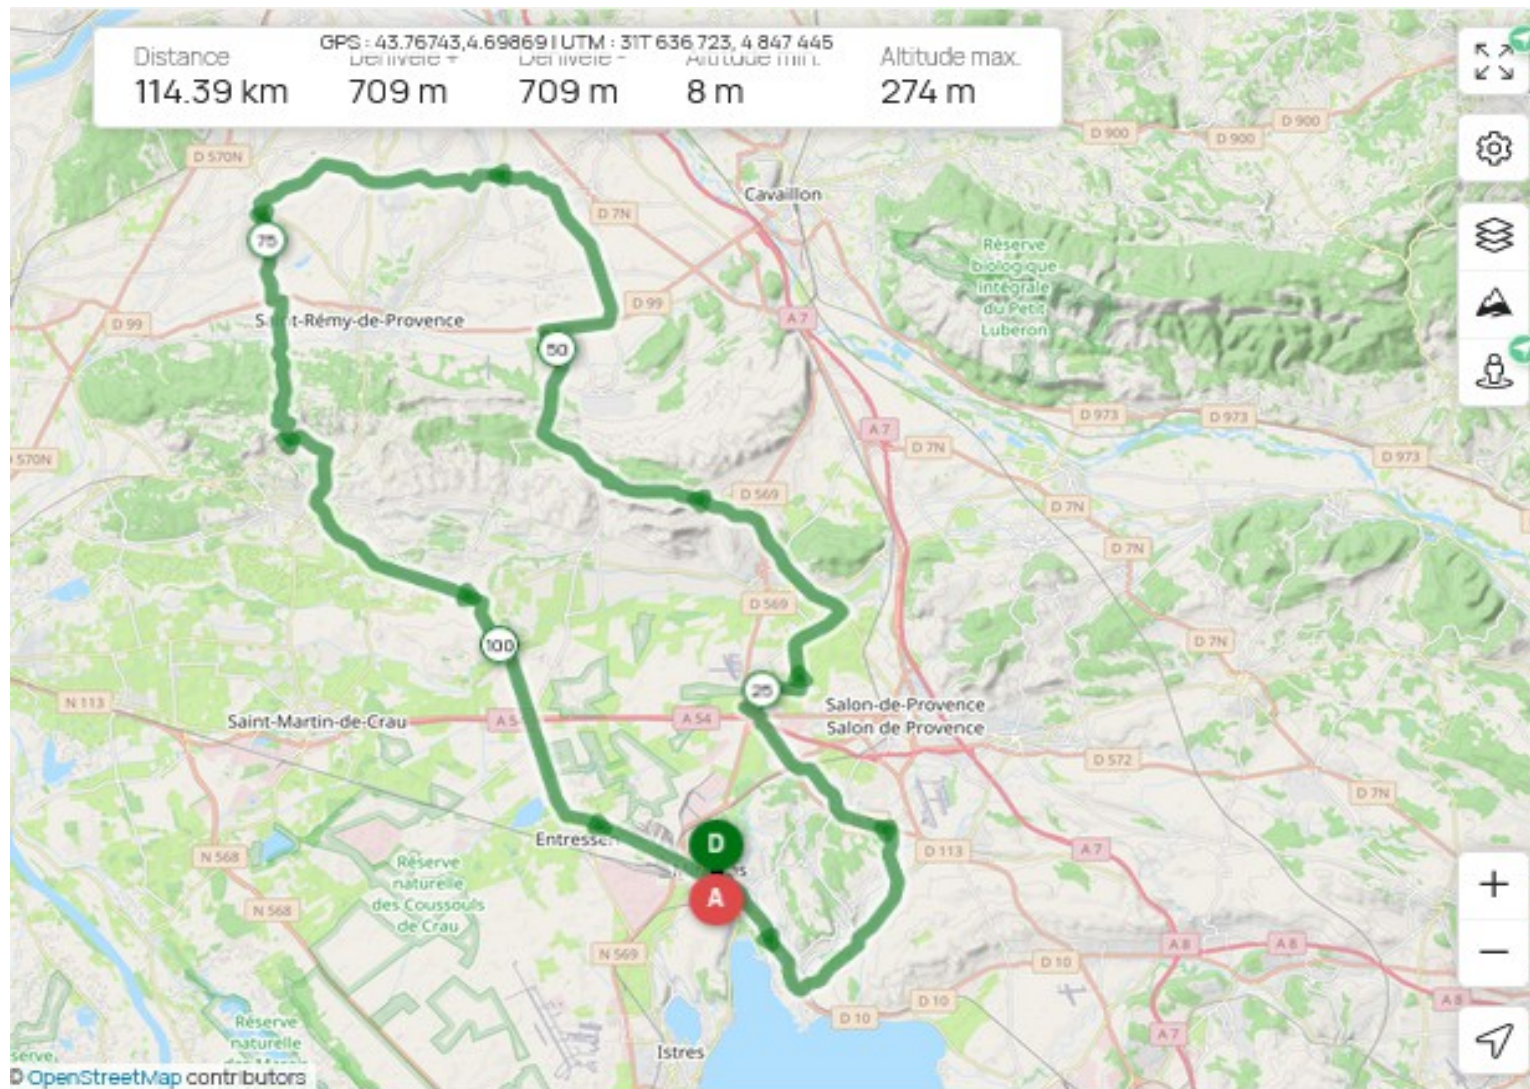 GPS : 43.76743,4.69869 | UTM : 31T 636 723, 4 847 445
Distance
Dénivelé +
Dénivelé -
Altitude min.
Altitude max.
114.39 km
709 m
709 m
8 m
274 m
D 900
D 900
D 900
D 570N
Cavaillon
D 7N
75
Réserve
biologique
intégrale
du Petit
Luberon
D 99
D 99
A 7
50
D 973
D 973
A 7
D 7N
D 973
570N
D 569
D 7N
D 7N
D 569
D 7N
100
25
N 113
Saint-Martin-de-Crau
A 54
Salon-de-Provence
Salon de Provence
D 572
D 7N
D
Entressen
N 568
D 113
A 7
Réserve
naturelle
des Coussouls
de Crau
A
N 568
N 569
A 8
A 8
D 10
D 10
A 8
D 10
A 7
Réserve
naturelle
Istres
© OpenStreetMap contributors